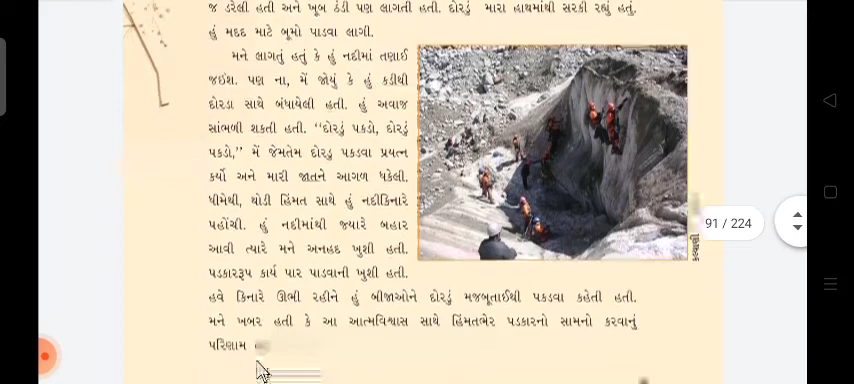 જ ડરેલી હતી અને ખૂબ ઠંડી પણ લાગતી હતી. દોરડું મારા હાથમાંથી સરકી રહ્યું હતું.
હું મદદ માટે બૂમો પાડવા લાગી.
મને લાગતું હતું કે હું નદીમાં તણાઈ
જઈશ. પણ ના, મેં જોયું કે હું કડીથી
દોરડા સાથે બંધાયેલી હતી. હું અવાજ
સાંભળી શકતી હતી. “દોરડું પકડો, દોરડું
પકડો,” મેં જેમતેમ દોરડુ પકડવા પ્રયત્ન
કર્યો અને મારી જાતને આગળ ધકેલી.
ધીમેથી, થોડી હિંમત સાથે હું નદીકિનારે
પહોંચી. હું નદીમાંથી જ્યારે બહાર
આવી ત્યારે મને અનહદ ખુશી હતી.
પડકારરૂપ કાર્ય પાર પાડવાની ખુશી હતી.
હવે કિનારે ઊભી રહીને હું બીજાઓને દોરડું મજબૂતાઈથી પકડવા કહેતી હતી.
મને ખબર હતી કે આ આત્મવિશ્વાસ સાથે હિંમતભેર પડકારનો સામનો કરવાનું
પરિણામ
91 / 224